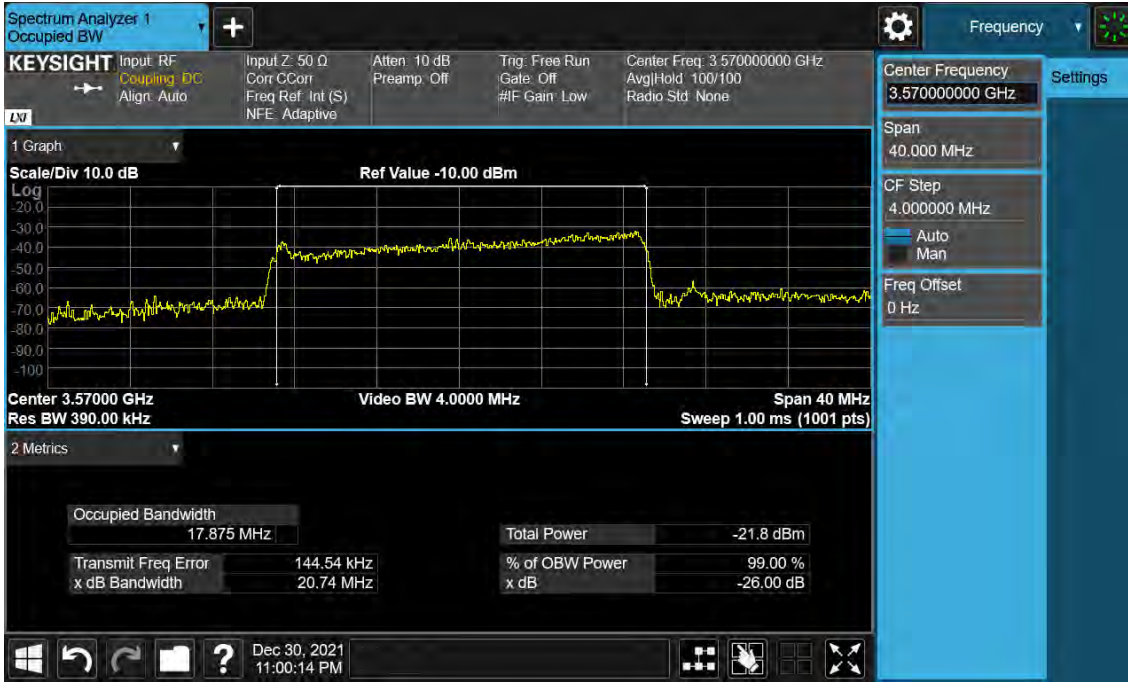 Spectrum Analyzer 1
Occupied BW
+
Frequency
KEYSIGHT
Input: RF
Coupling: DC
Align: Auto
Input Z: 50 Ω
Corr CCorr
Freq Ref: Int (S)
NFE: Adaptive
Atten: 10 dB
Preamp: Off
Trig: Free Run
Gate: Off
#IF Gain: Low
Center Freq: 3.570000000 GHz
Avg|Hold: 100/100
Radio Std: None
LXI
Center Frequency
3.570000000 GHz
Settings
Span
40.000 MHz
CF Step
4.000000 MHz
Auto
Man
Freq Offset
0 Hz
1 Graph
Scale/Div 10.0 dB
Ref Value -10.00 dBm
Log
-20.0
-30.0
-40.0
-50.0
-60.0
-70.0
-80.0
-90.0
-100
Center 3.57000 GHz
Video BW 4.0000 MHz
Span 40 MHz
Res BW 390.00 kHz
Sweep 1.00 ms (1001 pts)
2 Metrics
Occupied Bandwidth
17.875 MHz
Total Power
-21.8 dBm
Transmit Freq Error
144.54 kHz
% of OBW Power
99.00 %
x dB Bandwidth
20.74 MHz
x dB
-26.00 dB
?
Dec 30, 2021
11:00:14 PM